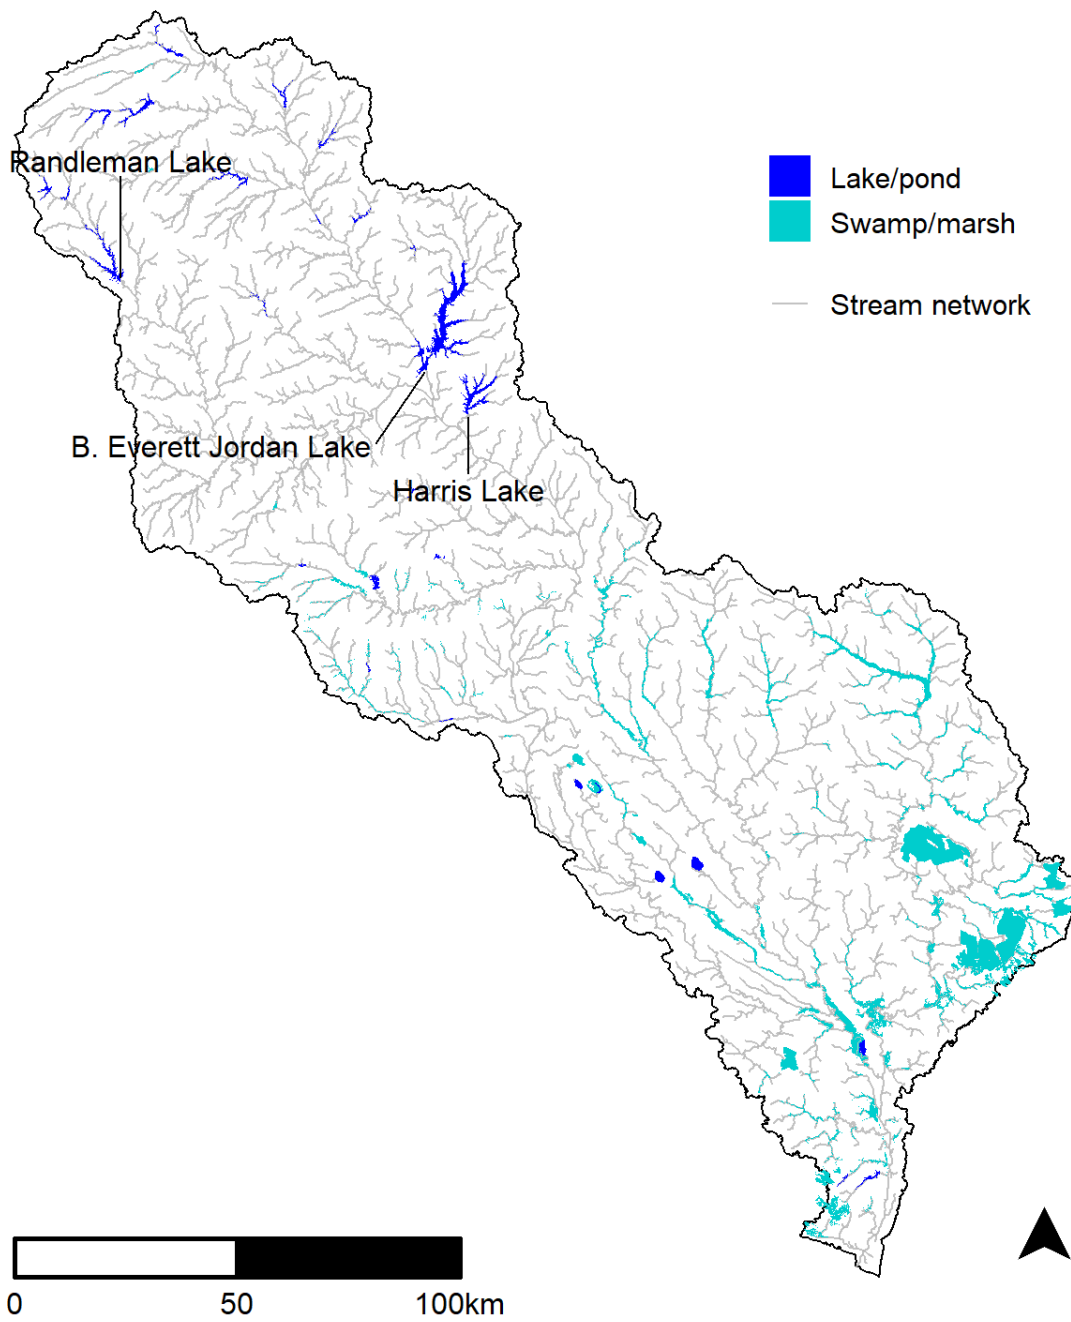 Randleman Lake
Lake/pond
Swamp/marsh
Stream network
B. Everett Jordan Lake
Harris Lake
0 50 100km